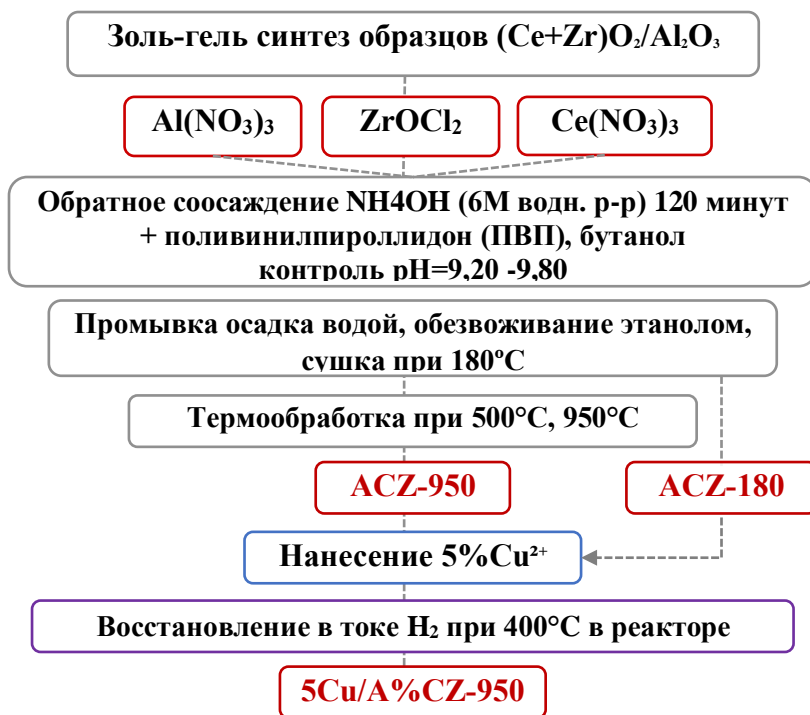 Золь-гель синтез образцов (Ce+Zr)O₂/Al₂O₃
Al(NO₃)₃
ZrOCl₂
Ce(NO₃)₃
Обратное соосаждение NH4OH (6М водн. р-р) 120 минут
+ поливинилпироллидон (ПВП), бутанол
контроль pH=9,20 -9,80
Промывка осадка водой, обезвоживание этанолом,
сушка при 180ºС
Термообработка при 500°С, 950°С
ACZ-950
ACZ-180
Нанесение 5%Cu²⁺
Восстановление в токе H₂ при 400°С в реакторе
5Cu/A%CZ-950